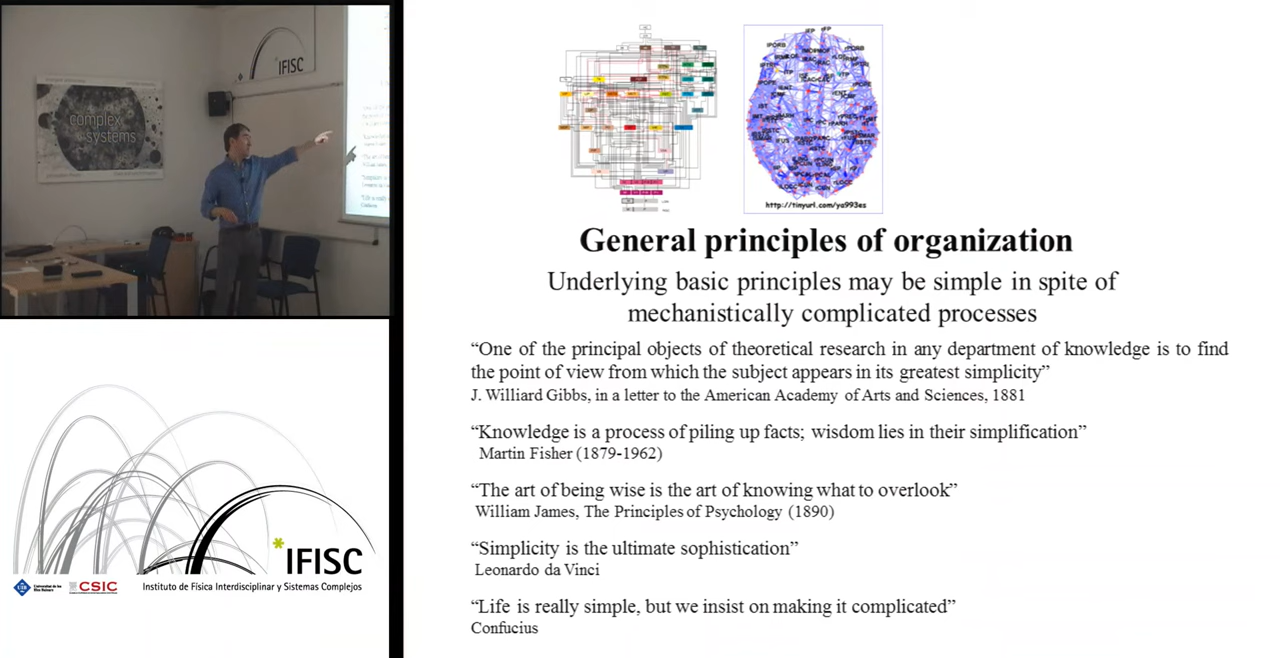 complex
systems
IFISC
http://tinyurl.com/ya993es
General principles of organization
Underlying basic principles may be simple in spite of
mechanistically complicated processes
“One of the principal objects of theoretical research in any department of knowledge is to find
the point of view from which the subject appears in its greatest simplicity”
J. Williard Gibbs, in a letter to the American Academy of Arts and Sciences, 1881
“Knowledge is a process of piling up facts; wisdom lies in their simplification”
Martin Fisher (1879-1962)
“The art of being wise is the art of knowing what to overlook”
William James, The Principles of Psychology (1890)
“Simplicity is the ultimate sophistication”
Leonardo da Vinci
“Life is really simple, but we insist on making it complicated”
Confucius
*IFISC
CSIC
Instituto de Física Interdisciplinar y Sistemas Complejos